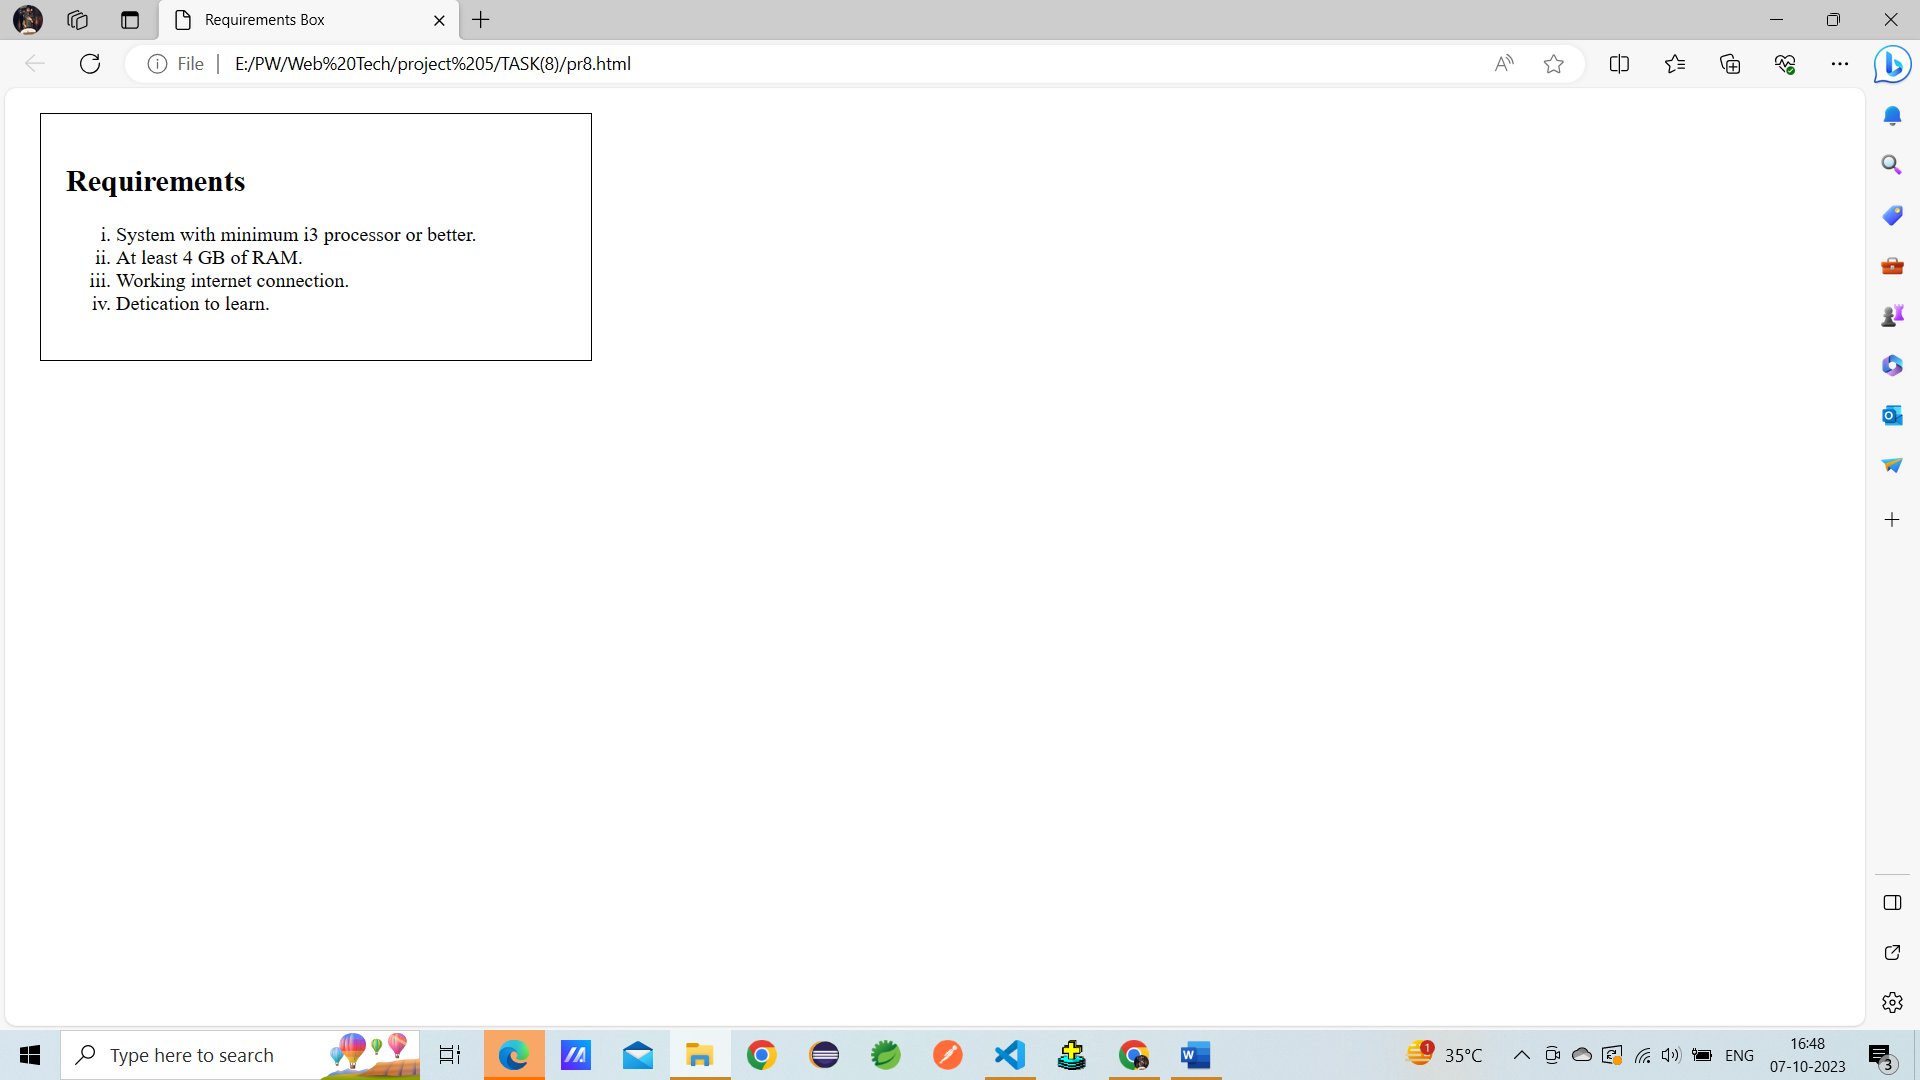 Requirements Box
File
E:/PW/Web%20Tech/project%205/TASK(8)/pr8.html
Requirements
i. System with minimum i3 processor or better.
ii. At least 4 GB of RAM.
iii. Working internet connection.
iv. Detication to learn.
Type here to search
1
35°C
ENG
16:48
07-10-2023
3